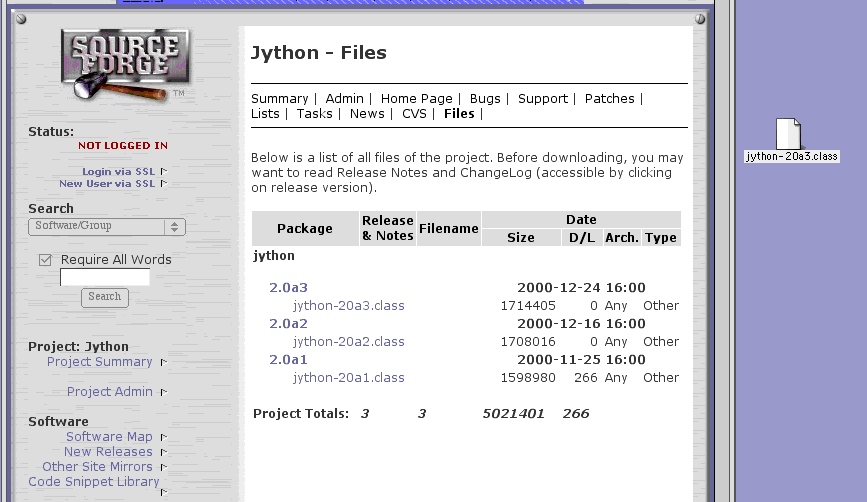 SOURCE
FORGE
TM
Status:
NOT LOGGED IN
Login via SSL
New User via SSL
Search
Software/Group
Require All Words
Search
Project: Jython
Project Summary
Project Admin
Software
Software Map
New Releases
Other Site Mirrors
Code Snippet Library
Jython - Files
Summary | Admin | Home Page | Bugs | Support | Patches |
Lists | Tasks | News | CVS | Files |
Below is a list of all files of the project. Before downloading, you may
want to read Release Notes and ChangeLog (accessible by clicking
on release version).
Package Release & Notes Filename Date
Size D/L Arch. Type
jython
2.0a3 2000-12-24 16:00
jython-20a3.class 1714405 0 Any Other
2.0a2 2000-12-16 16:00
jython-20a2.class 1708016 0 Any Other
2.0a1 2000-11-25 16:00
jython-20a1.class 1598980 266 Any Other
Project Totals: 3 3 5021401 266
jython-20a3.class